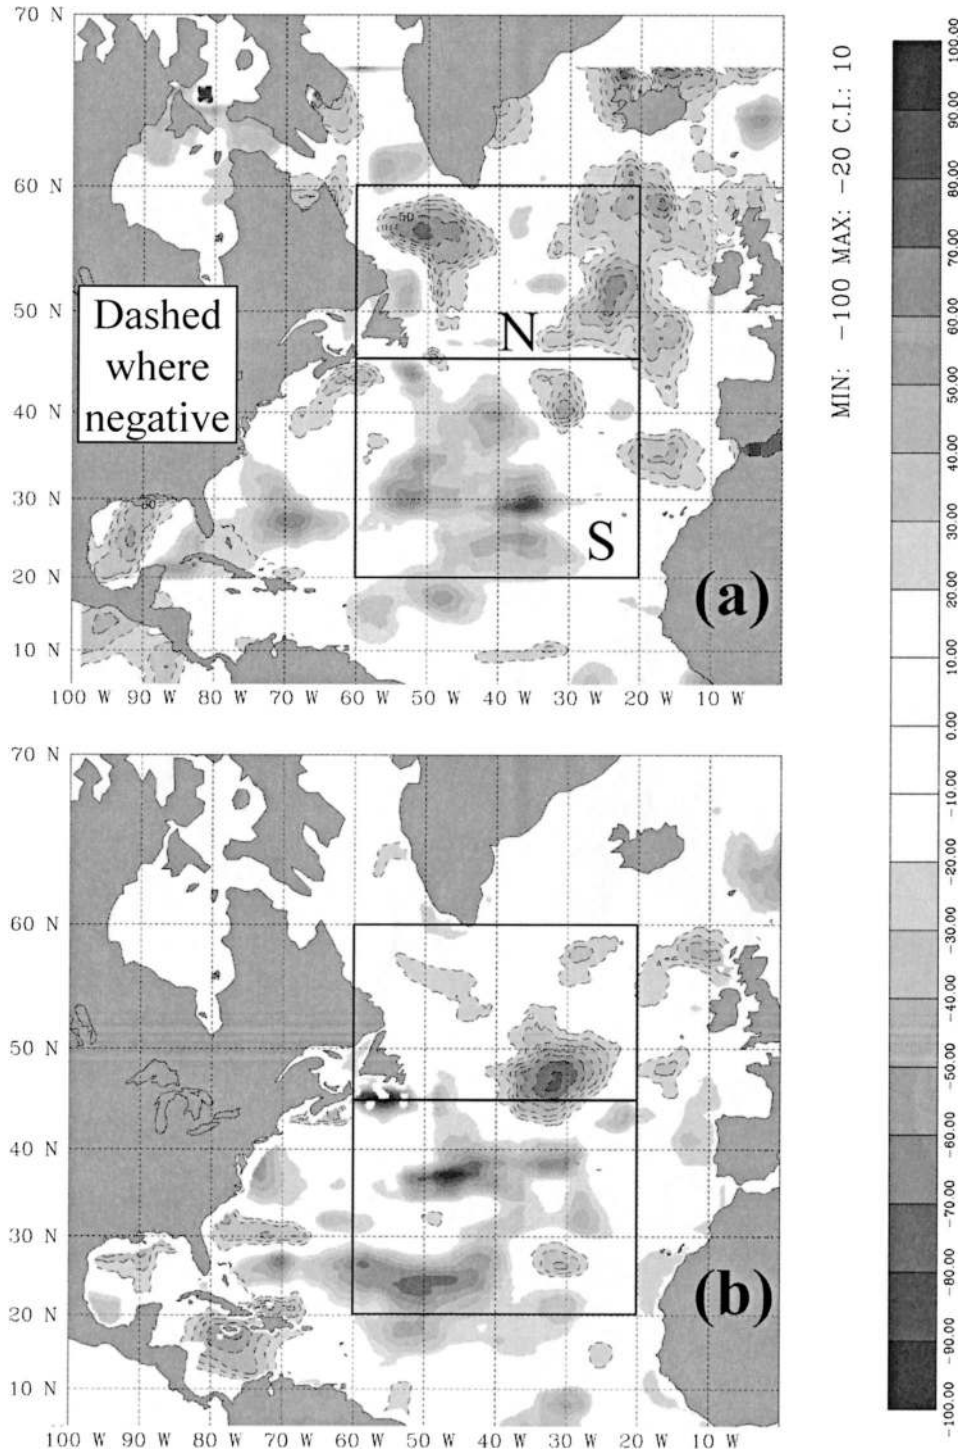 70 N
60 N
50 N
40 N
30 N
20 N
10 N
100 W 90 W 80 W 70 W 60 W 50 W 40 W 30 W 20 W 10 W
Dashed
where
negative
-50
N
S
(a)
70 N
60 N
50 N
40 N
30 N
20 N
10 N
100 W 90 W 80 W 70 W 60 W 50 W 40 W 30 W 20 W 10 W
(b)
MIN: -100 MAX: -20 C.I.: 10
100.00
90.00
80.00
70.00
60.00
50.00
40.00
30.00
20.00
10.00
0.00
-10.00
-20.00
-30.00
-40.00
-50.00
-60.00
-70.00
-80.00
-90.00
-100.00